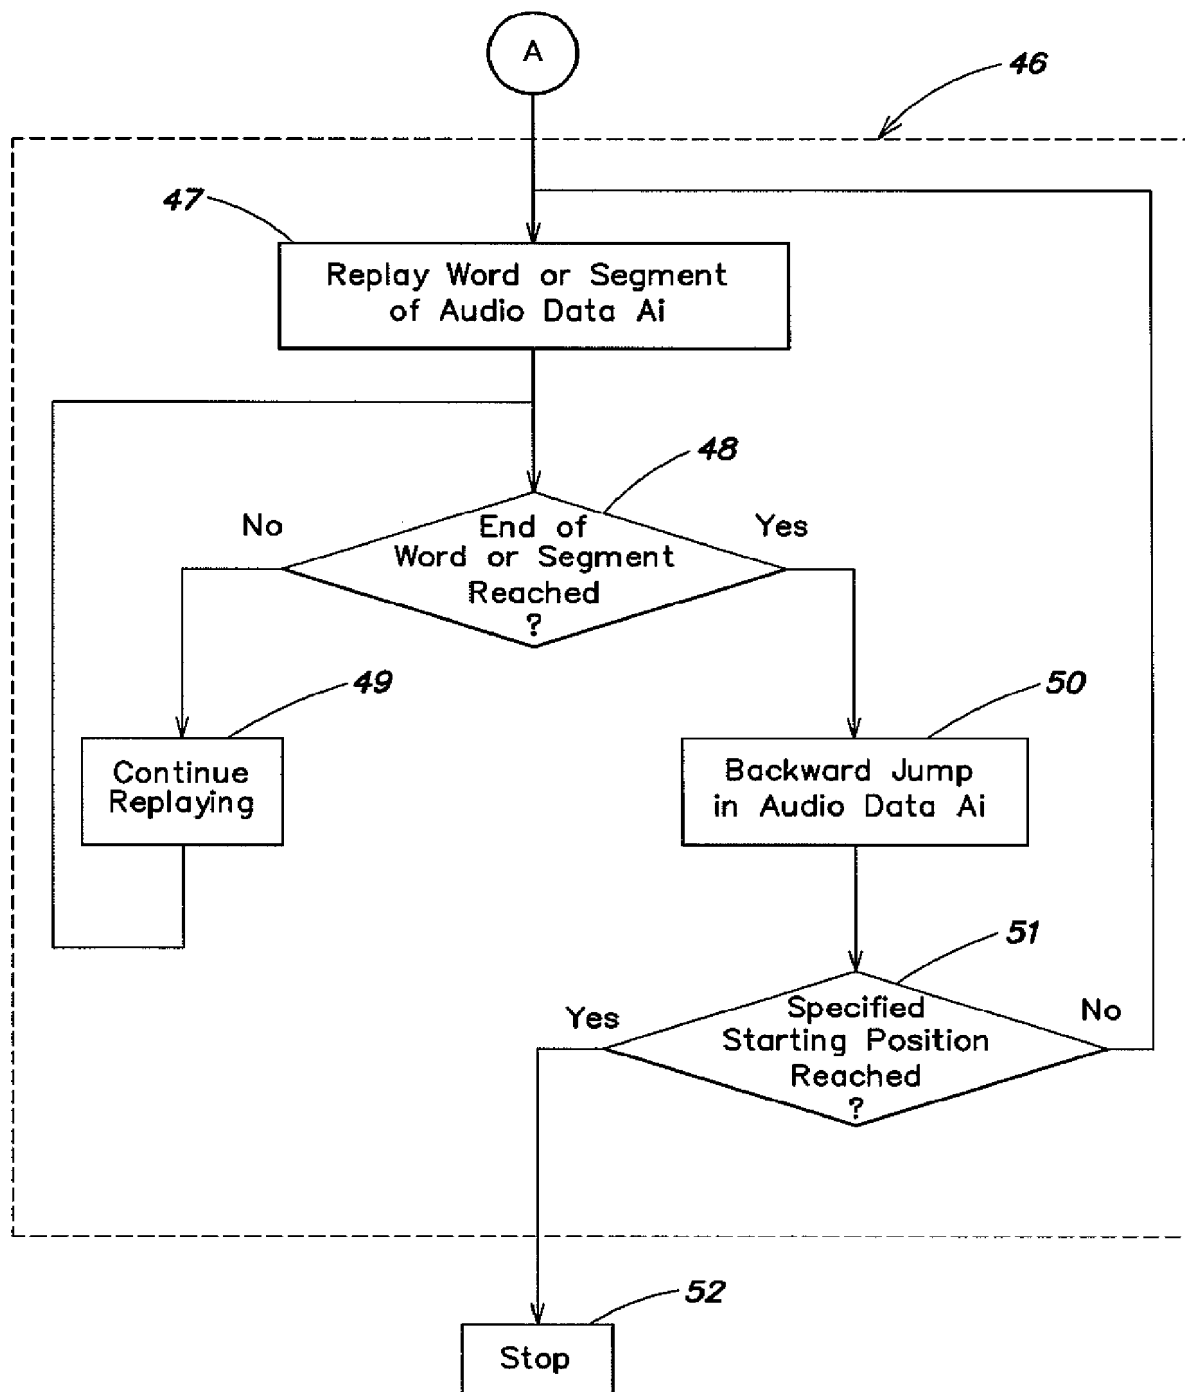 A
46
47
Replay Word or Segment
of Audio Data Ai
48
No
End of
Word or Segment
Reached
?
Yes
49
Continue
Replaying
50
Backward Jump
in Audio Data Ai
51
Yes
Specified
Starting Position
Reached
?
No
52
Stop